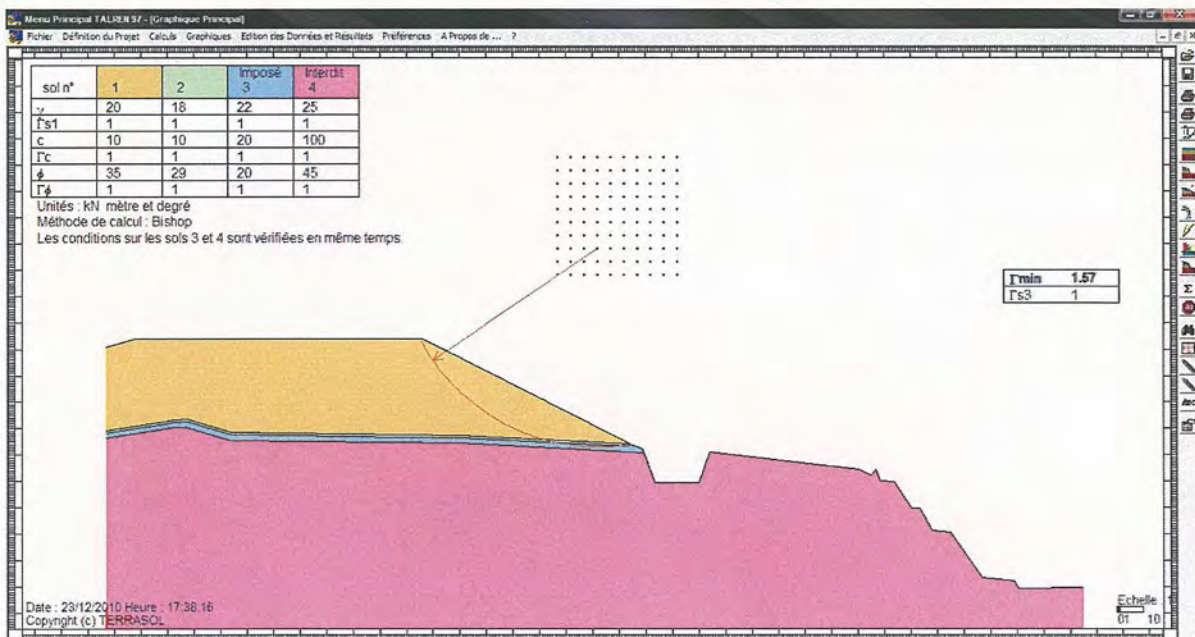 Menu Principal TALREN 97 - [Graphique Principal]
Fichier Définition du Projet Calculs Graphiques Edition des Données et Résultats Préférences A Propos de ... ?
sol n° 1 2 Imposé 3 Interdit 4
γ 20 18 22 25
Γs1 1 1 1 1
c 10 10 20 100
Γc 1 1 1 1
ϕ 35 29 20 45
Γϕ 1 1 1 1
Unités : kN mètre et degré
Méthode de calcul : Bishop
Les conditions sur les sols 3 et 4 sont vérifiées en même temps.
Γmin 1.57
Γs3 1
Σ
Abc
Date : 23/12/2010 Heure : 17:38:16
Copyright (c) TERRASOL
Echelle :
01 10